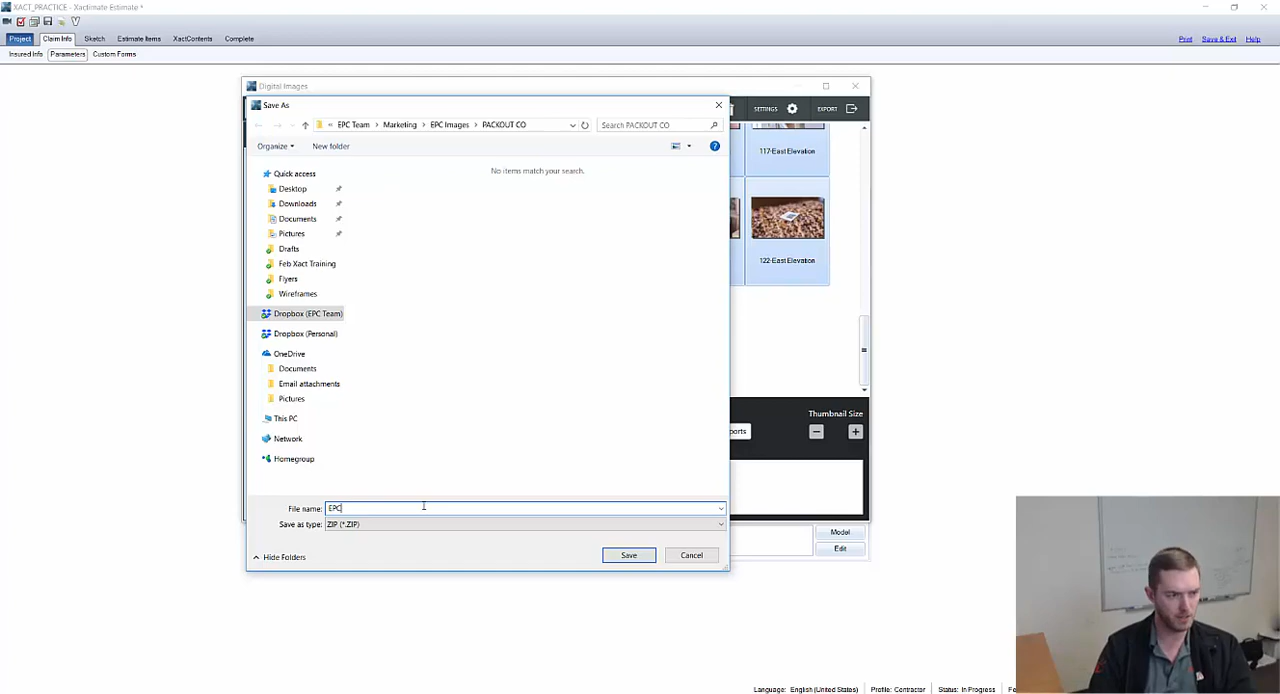 XACT_PRACTICE - Xactimate Estimate *
Project
Claim Info
Sketch
Estimate Items
XactContents
Complete
Print
Save & Exit
Help
Insured Info
Parameters
Custom Forms
Digital Images
Save As
SETTINGS
EXPORT
« EPC Team > Marketing > EPC Images > PACKOUT CO
Search PACKOUT CO
Organize
New folder
No items match your search.
117-East Elevation
122-East Elevation
Quick access
Desktop
Downloads
Documents
Pictures
Drafts
Feb Xact Training
Flyers
Wireframes
Dropbox (EPC Team)
Dropbox (Personal)
OneDrive
Documents
Email attachments
Pictures
This PC
Network
Homegroup
Thumbnail Size
ports
File name: EPC
Save as type: ZIP (*.ZIP)
Hide Folders
Save
Cancel
Model
Edit
Language: English (United States)
Profile: Contractor
Status: In Progress